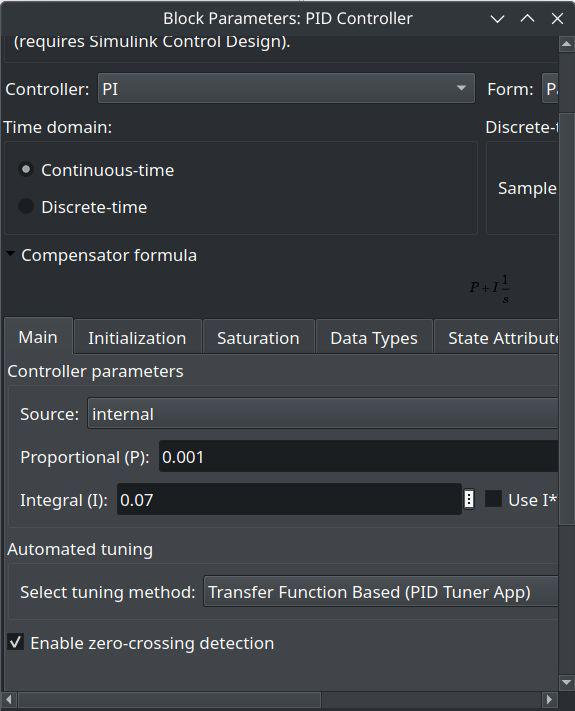 Block Parameters: PID Controller
(requires Simulink Control Design).
Controller: PI Form: Pa
Time domain: Discrete-t
Continuous-time
Sample
Discrete-time
Compensator formula
P+I 1/s
Main Initialization Saturation Data Types State Attribute
Controller parameters
Source: internal
Proportional (P): 0.001
Integral (I): 0.07 Use I*
Automated tuning
Select tuning method: Transfer Function Based (PID Tuner App)
Enable zero-crossing detection